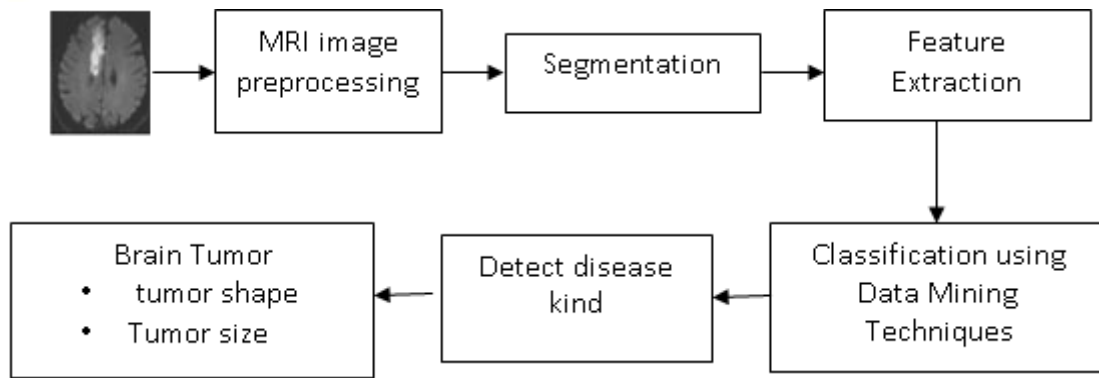 MRI image
preprocessing
Segmentation
Feature
Extraction
Classification using
Data Mining
Techniques
Detect disease
kind
Brain Tumor
• tumor shape
• Tumor size